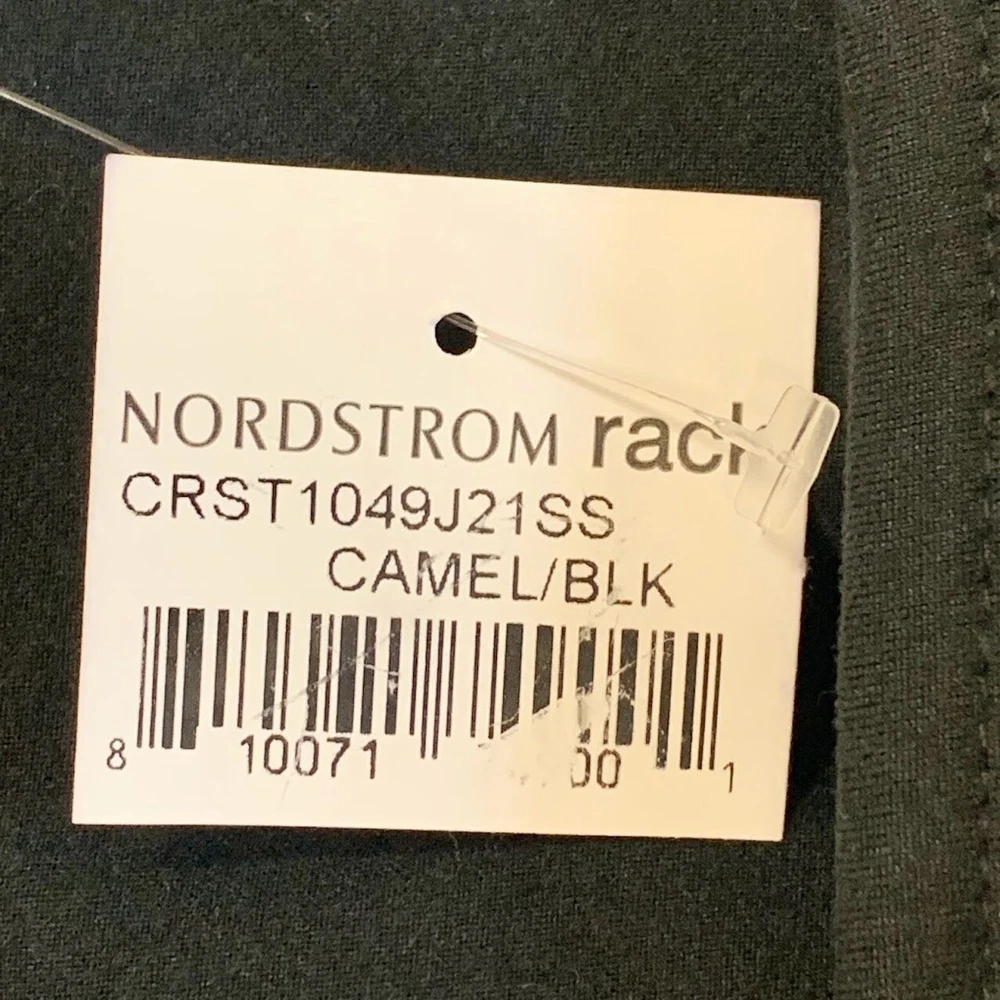 NORDSTROM rack
CRST1049J21SS
CAMEL/BLK
8 10071 00 1